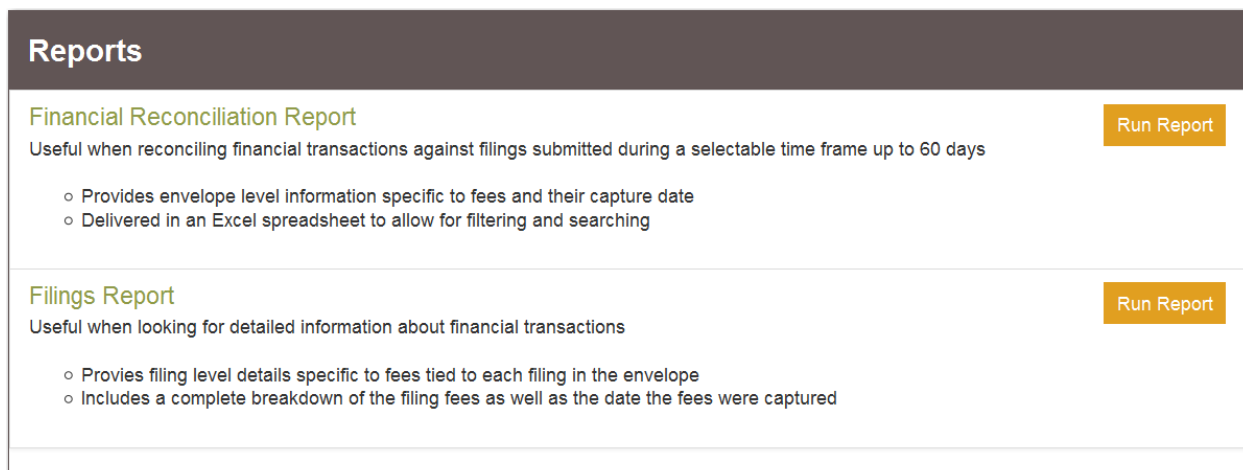 Reports
Financial Reconciliation Report
Run Report
Useful when reconciling financial transactions against filings submitted during a selectable time frame up to 60 days
Provides envelope level information specific to fees and their capture date
Delivered in an Excel spreadsheet to allow for filtering and searching
Filings Report
Run Report
Useful when looking for detailed information about financial transactions
Provies filing level details specific to fees tied to each filing in the envelope
Includes a complete breakdown of the filing fees as well as the date the fees were captured